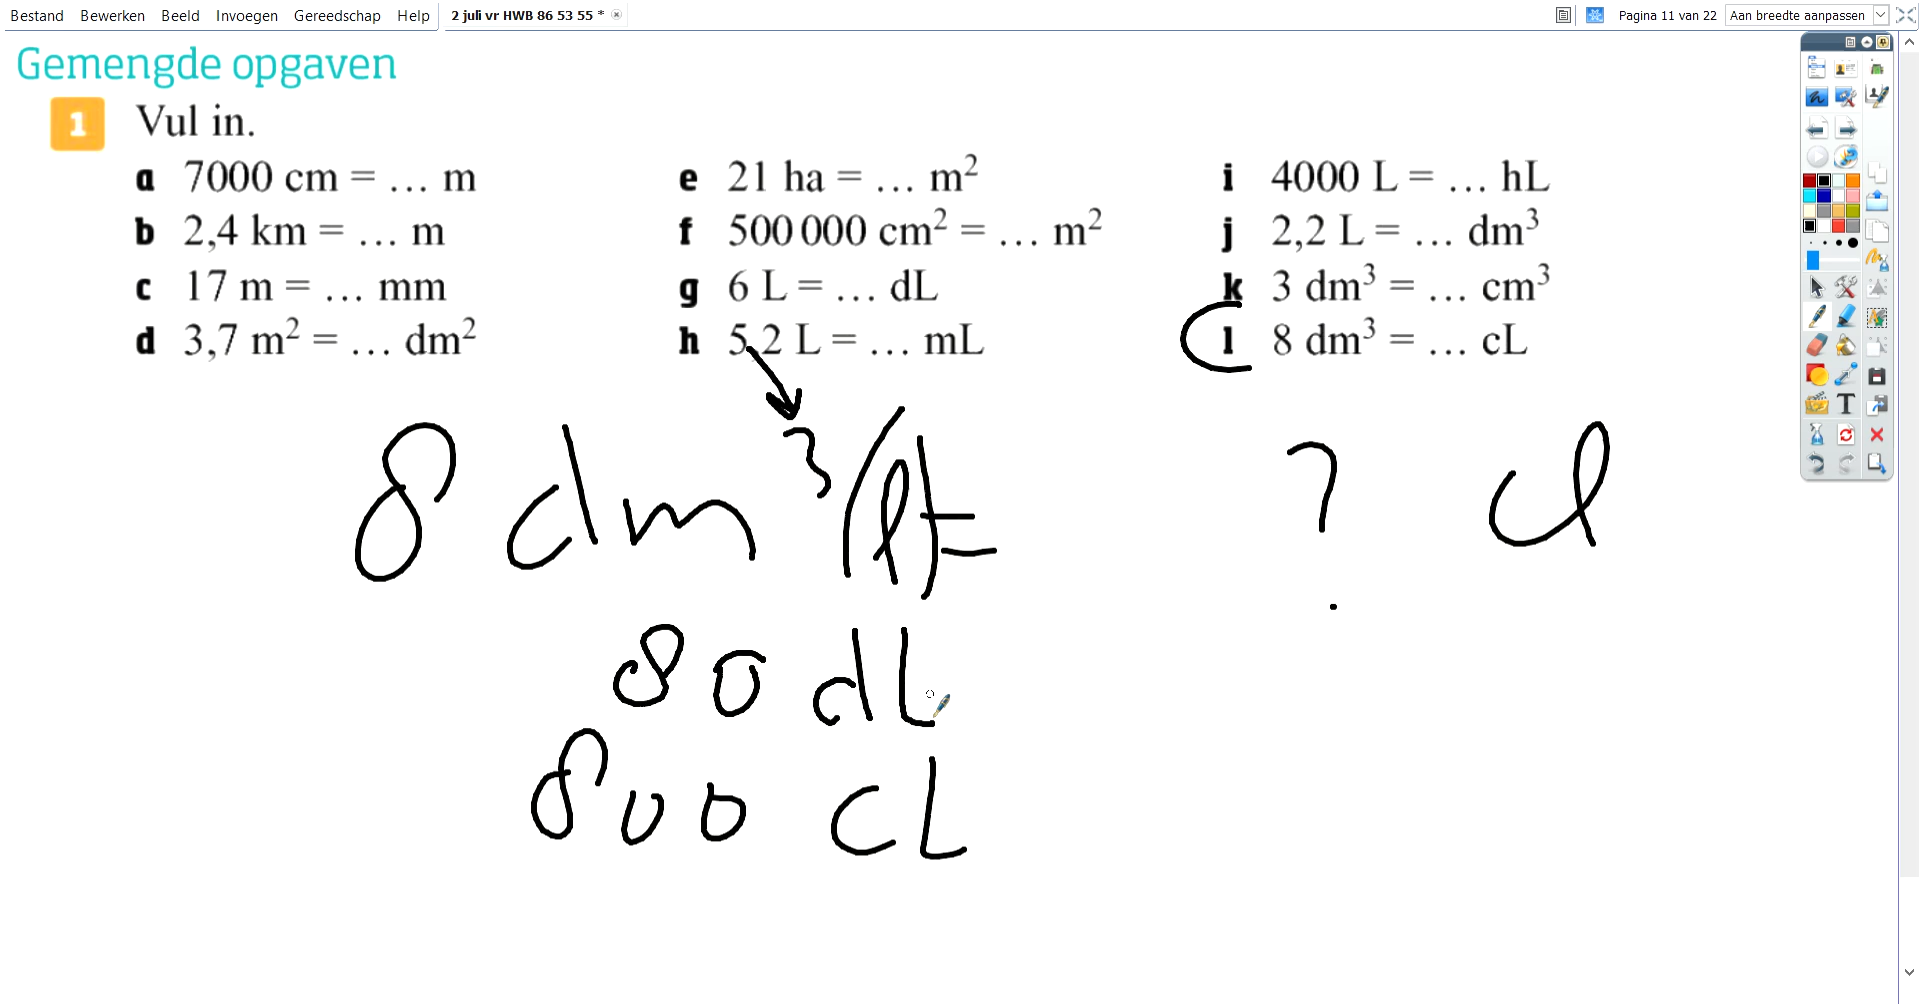 Bestand Bewerken Beeld Invoegen Gereedschap Help 2 juli vr HWB 86 53 55 * Pagina 11 van 22 Aan breedte aanpassen
Gemengde opgaven
1 Vul in.
a 7000 cm = ... m
b 2,4 km = ... m
c 17 m = ... mm
d 3,7 m² = ... dm²
e 21 ha = ... m²
f 500 000 cm² = ... m²
g 6 L = ... dL
h 5,2 L = ... mL
i 4000 L = ... hL
j 2,2 L = ... dm³
k 3 dm³ = ... cm³
l 8 dm³ = ... cL
8 dm³ (l) = ? cl
80 dL
800 cL